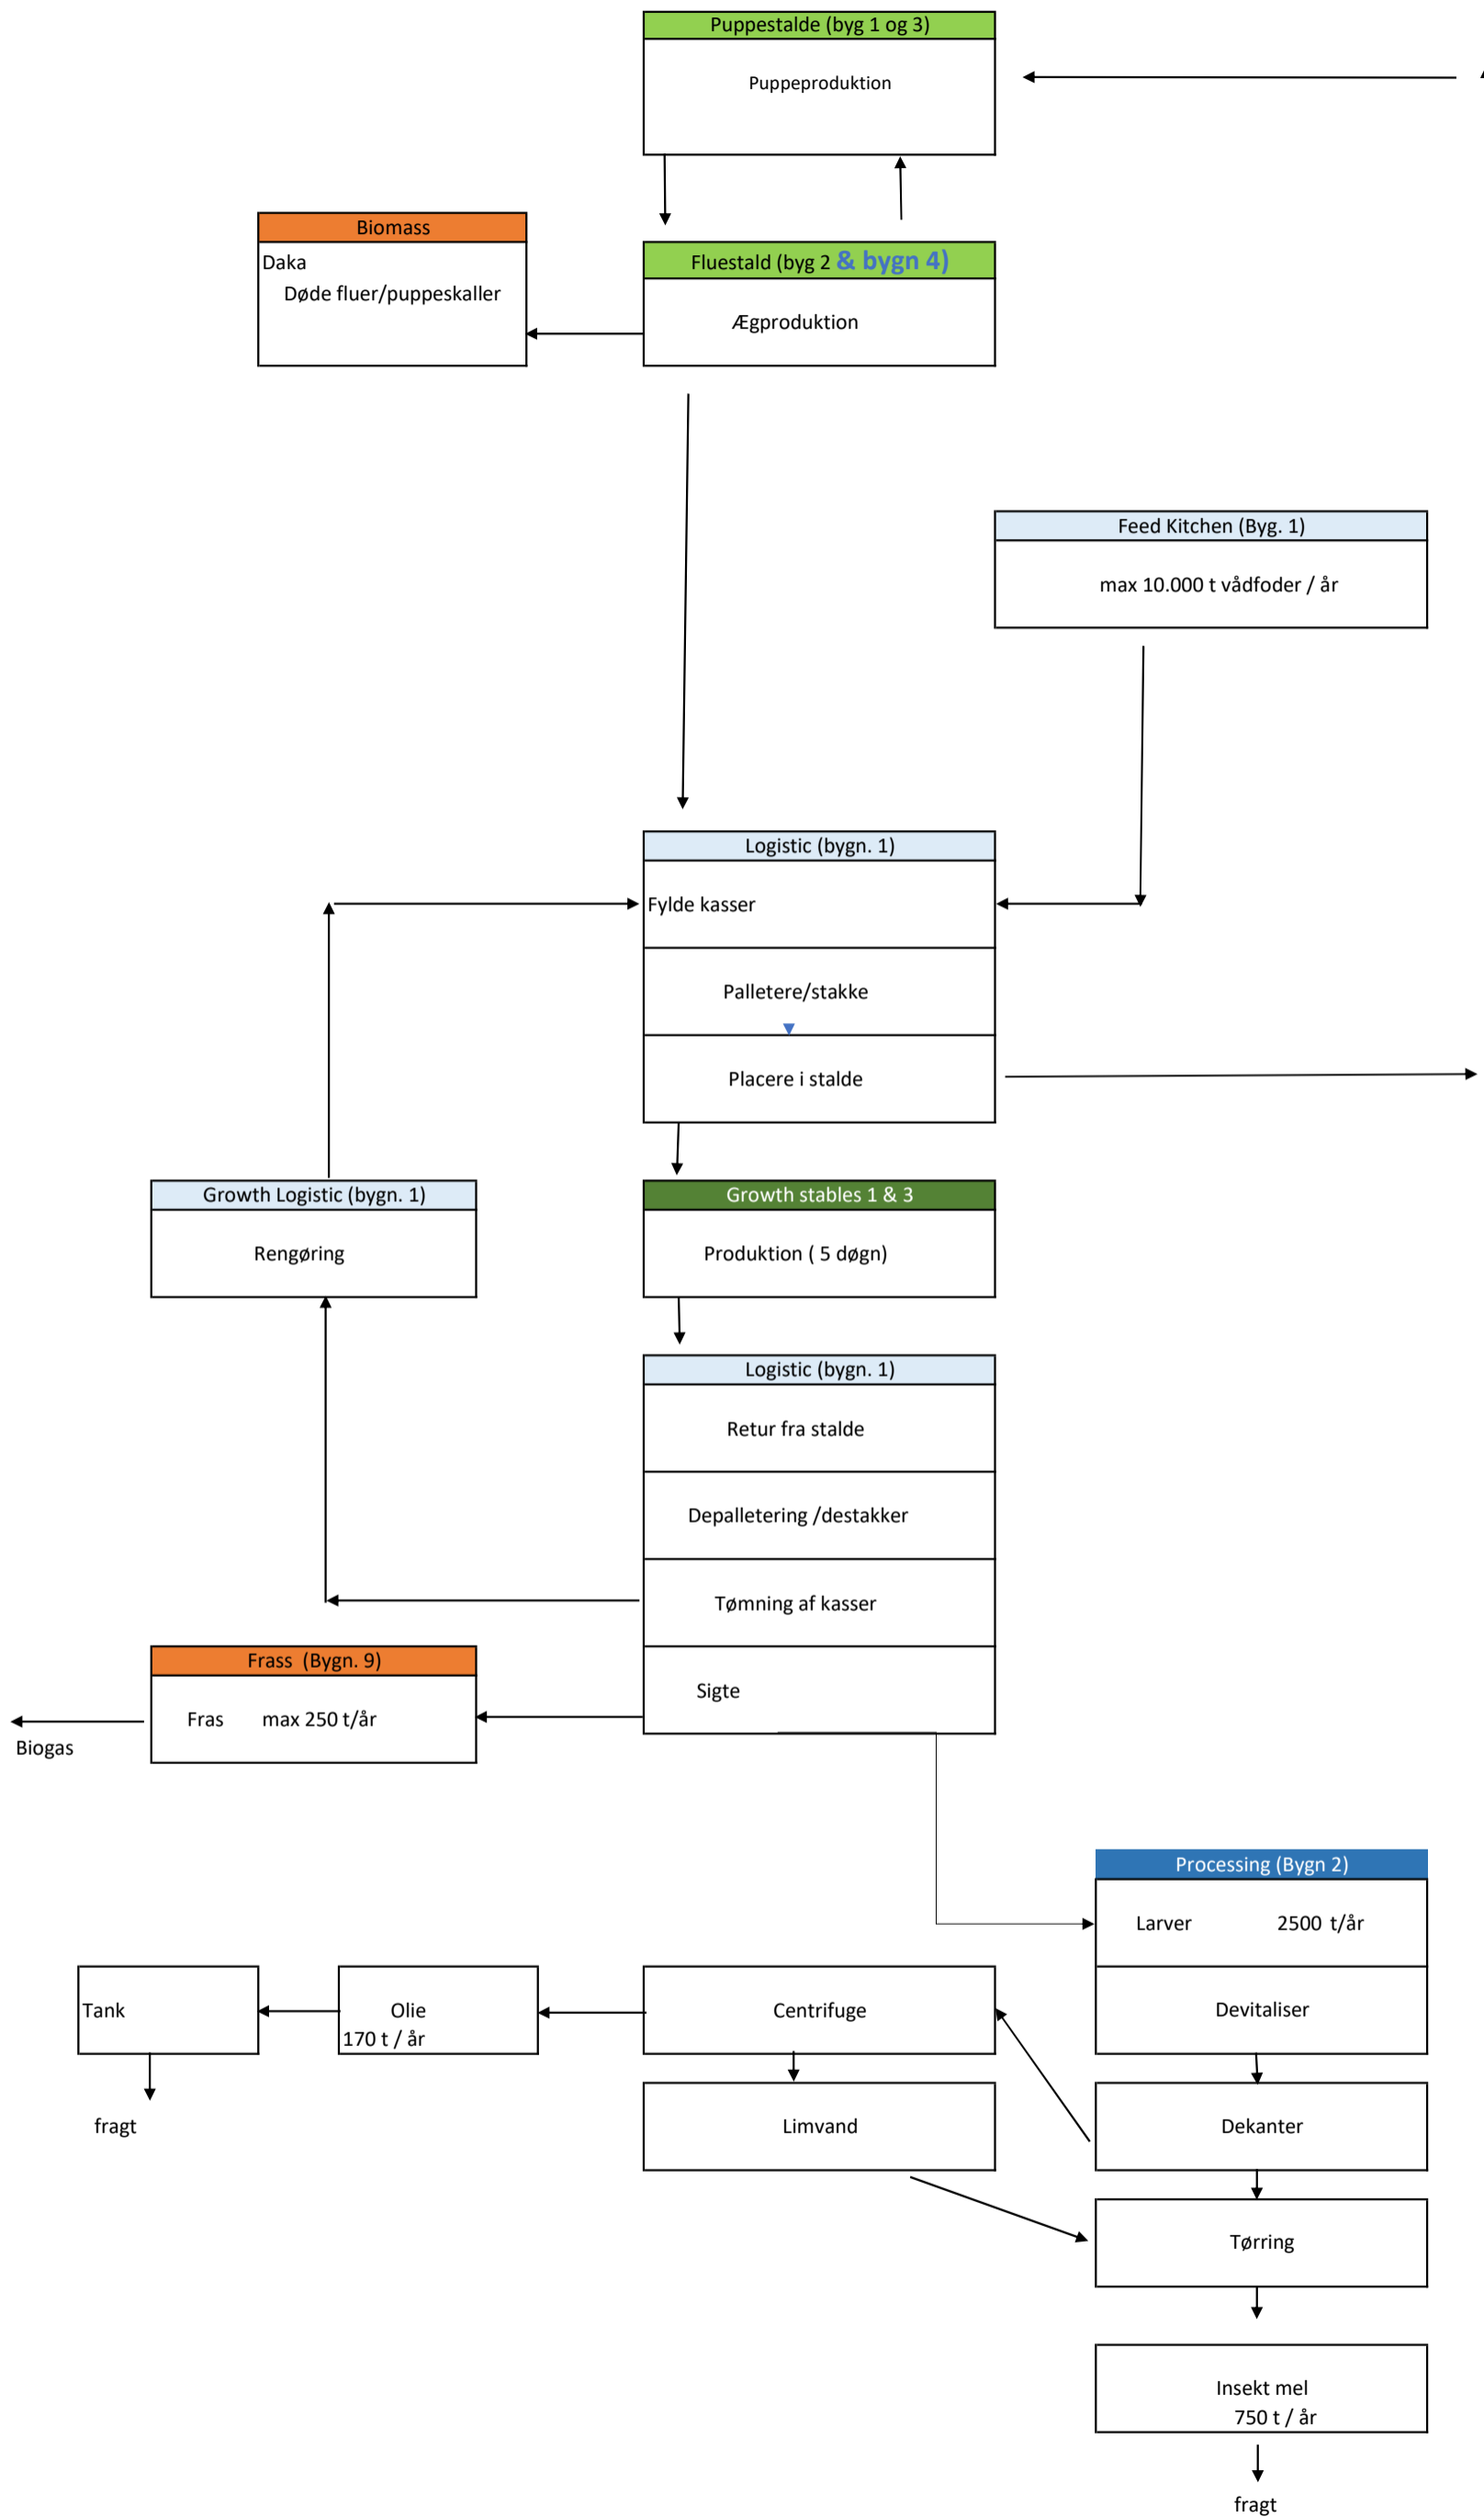 Puppestalde (byg 1 og 3)
Puppeproduktion
Biomass
Daka
Døde fluer/puppeskaller
Fluestald (byg 2 & bygn 4)
Ægproduktion
Feed Kitchen (Byg. 1)
max 10.000 t vådfoder / år
Logistic (bygn. 1)
Fylde kasser
Palletere/stakke
Placere i stalde
Growth Logistic (bygn. 1)
Rengøring
Growth stables 1 & 3
Produktion ( 5 døgn)
Logistic (bygn. 1)
Retur fra stalde
Depalletering /destakker
Tømning af kasser
Sigte
Frass (Bygn. 9)
Fras max 250 t/år
Biogas
Processing (Bygn 2)
Larver 2500 t/år
Devitaliser
Tank
Olie
170 t / år
Centrifuge
fragt
Limvand
Dekanter
Tørring
Insekt mel
750 t / år
fragt